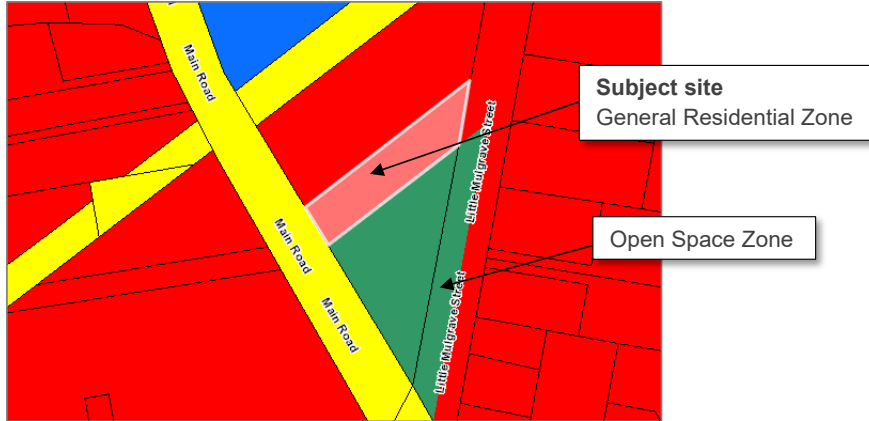 Main Road
Subject site
General Residential Zone
Little Mulgrave Street
Main Road
Open Space Zone
Main Road
Little Mulgrave Street